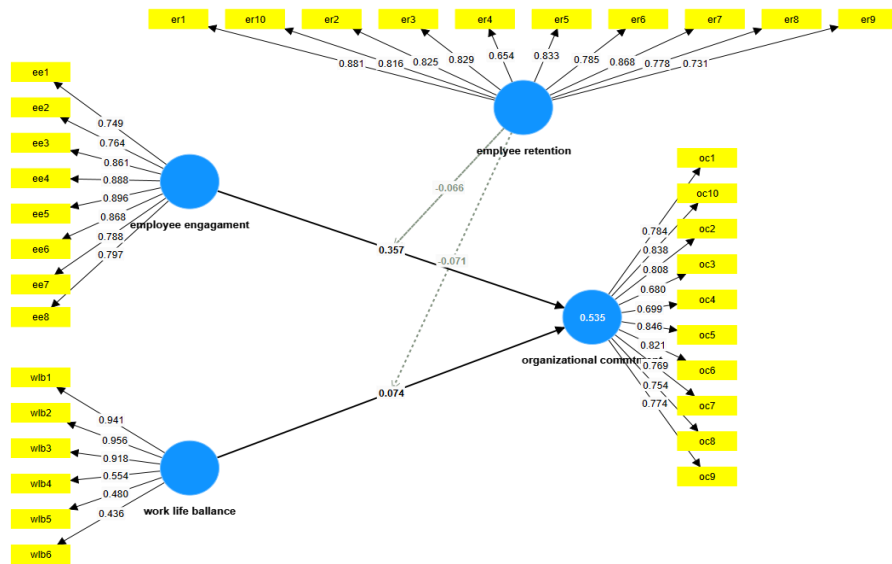 er1 er10 er2 er3 er4 er5 er6 er7 er8 er9
0.881 0.816 0.825 0.829 0.654 0.833 0.785 0.868 0.778 0.731
emplyee retention
ee1
ee2
ee3
ee4
ee5
ee6
ee7
ee8
0.749
0.764
0.861
0.888
0.896
0.868
0.788
0.797
employee engagament
-0.066
0.357
-0.071
0.074
oc1
oc10
oc2
oc3
oc4
oc5
oc6
oc7
oc8
oc9
0.784
0.838
0.808
0.680
0.699
0.846
0.821
0.769
0.754
0.774
0.535
organizational
wlb1
wlb2
wlb3
wlb4
wlb5
wlb6
0.941
0.956
0.918
0.554
0.480
0.436
work life ballance